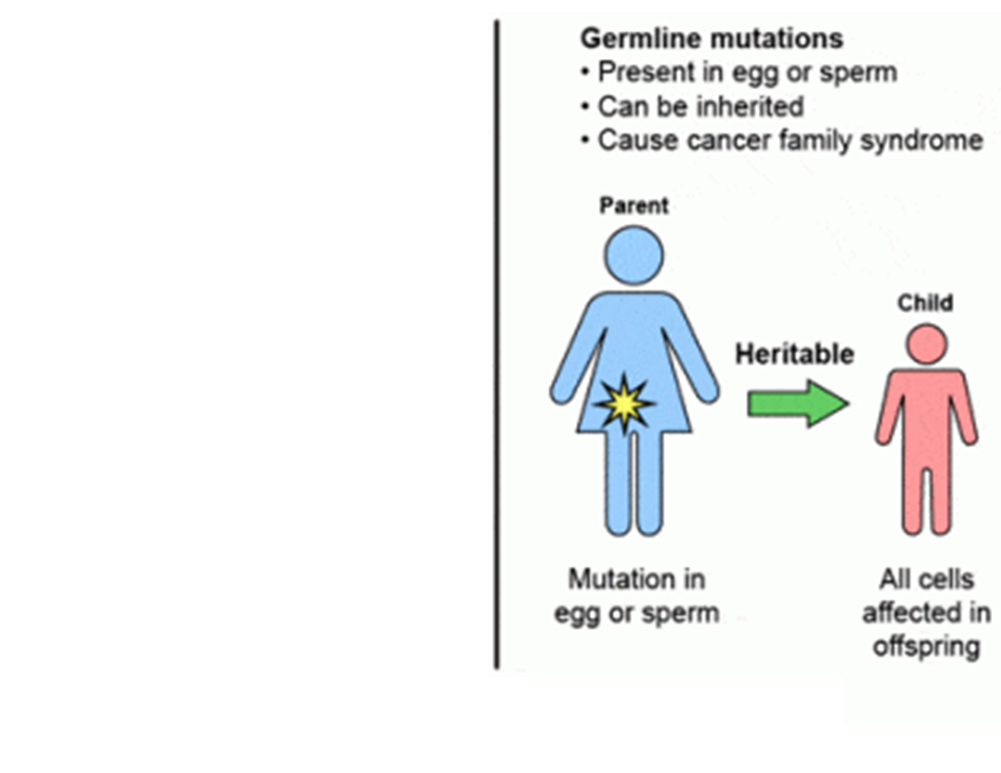 Germline mutations
• Present in egg or sperm
• Can be inherited
• Cause cancer family syndrome
Parent
Child
Heritable
Mutation in
egg or sperm
All cells
affected in
offspring